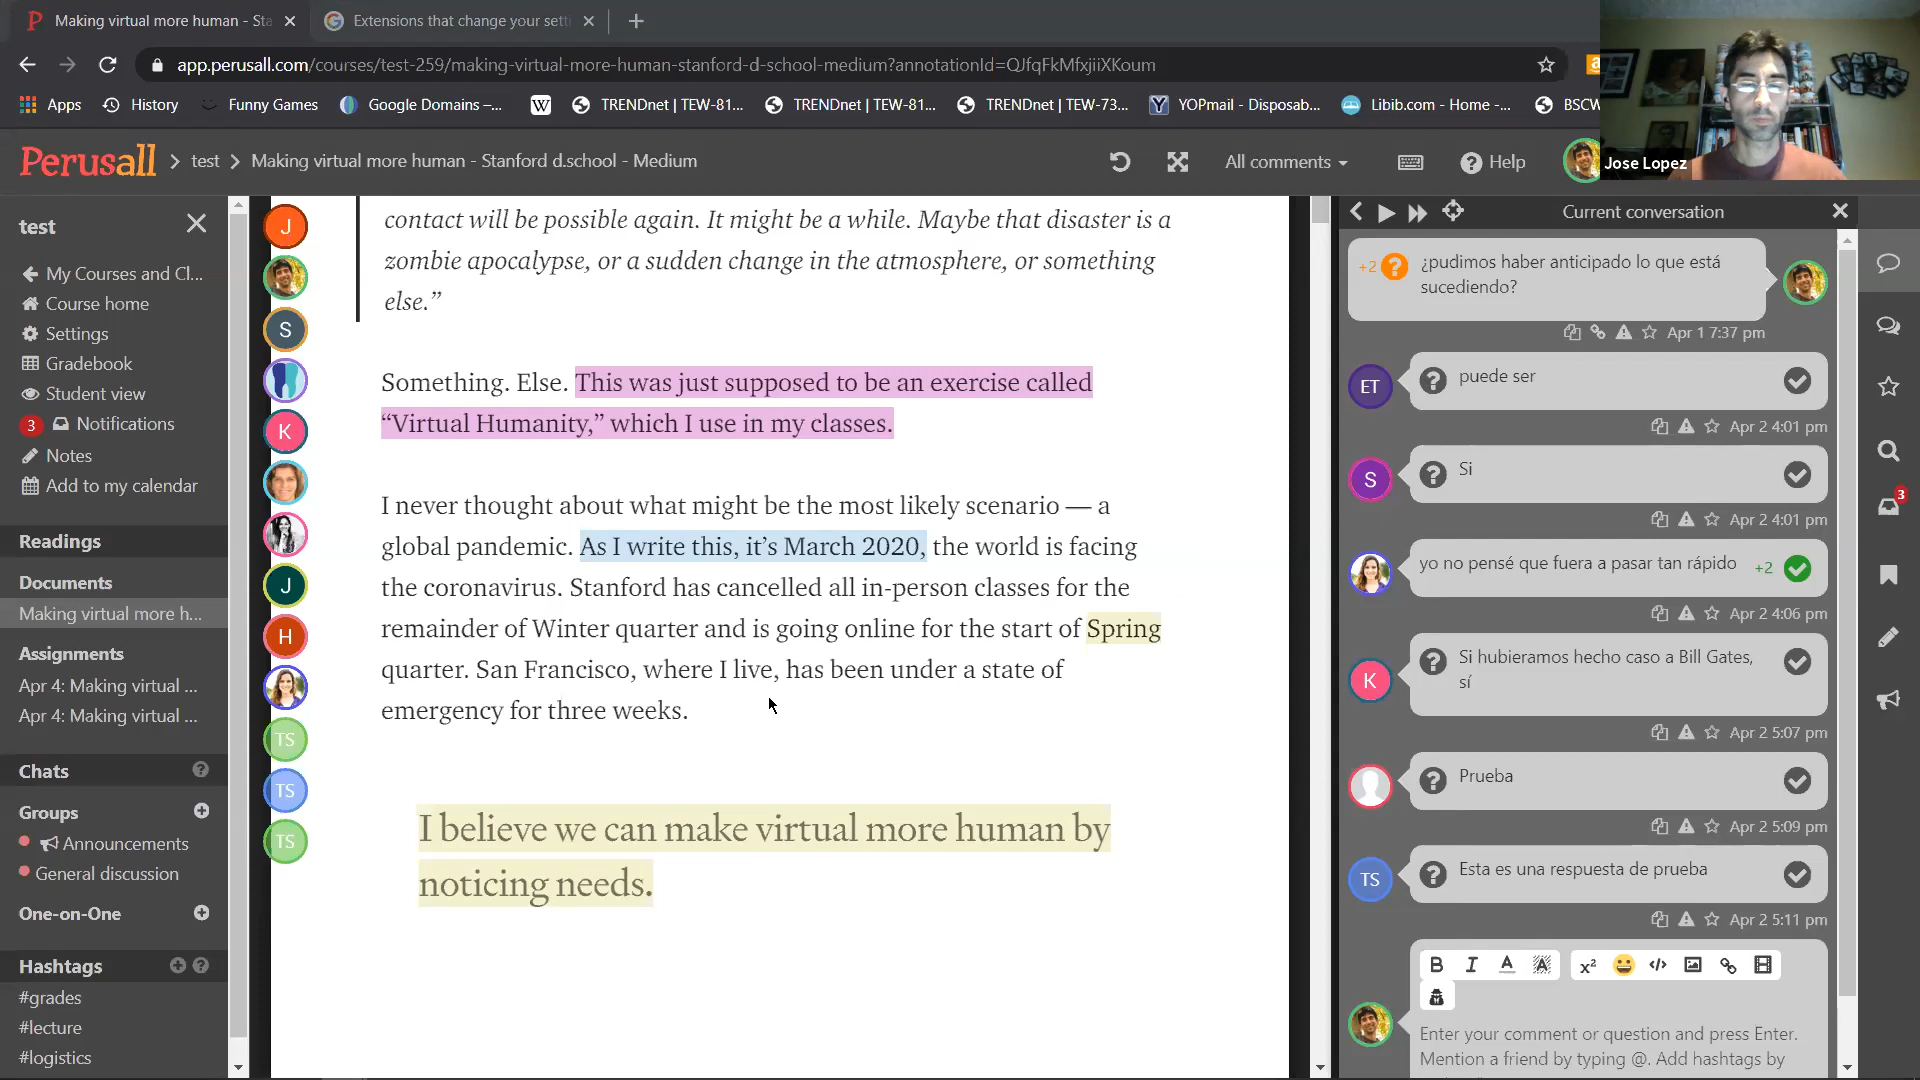 Making virtual more human - Sta
Extensions that change your sett
app.perusall.com/courses/test-259/making-virtual-more-human-stanford-d-school-medium?annotationId=QJfqFkMfxjiiXKoum
Apps
History
Funny Games
Google Domains –...
W
TRENDnet | TEW-81...
TRENDnet | TEW-81...
TRENDnet | TEW-73...
YOPmail - Disposab...
Libib.com - Home -...
BSCW
Jose Lopez
Perusall > test > Making virtual more human - Stanford d.school - Medium
All comments
Help
test
My Courses and Cl...
Course home
Settings
Gradebook
Student view
3 Notifications
Notes
Add to my calendar
Readings
Documents
Making virtual more h...
Assignments
Apr 4: Making virtual ...
Apr 4: Making virtual ...
Chats
Groups
Announcements
General discussion
One-on-One
Hashtags
#grades
#lecture
#logistics
J
S
K
J
H
TS
TS
TS
contact will be possible again. It might be a while. Maybe that disaster is a
zombie apocalypse, or a sudden change in the atmosphere, or something
else.”
Something. Else. This was just supposed to be an exercise called
“Virtual Humanity,” which I use in my classes.
I never thought about what might be the most likely scenario — a
global pandemic. As I write this, it’s March 2020, the world is facing
the coronavirus. Stanford has cancelled all in-person classes for the
remainder of Winter quarter and is going online for the start of Spring
quarter. San Francisco, where I live, has been under a state of
emergency for three weeks.
I believe we can make virtual more human by
noticing needs.
Current conversation
+2 ? ¿pudimos haber anticipado lo que está
sucediendo?
Apr 1 7:37 pm
ET ? puede ser
Apr 2 4:01 pm
S ? Si
Apr 2 4:01 pm
yo no pensé que fuera a pasar tan rápido +2
Apr 2 4:06 pm
K ? Si hubieramos hecho caso a Bill Gates,
sí
Apr 2 5:07 pm
? Prueba
Apr 2 5:09 pm
TS ? Esta es una respuesta de prueba
Apr 2 5:11 pm
B I A A x² </>
Enter your comment or question and press Enter.
Mention a friend by typing @. Add hashtags by
3